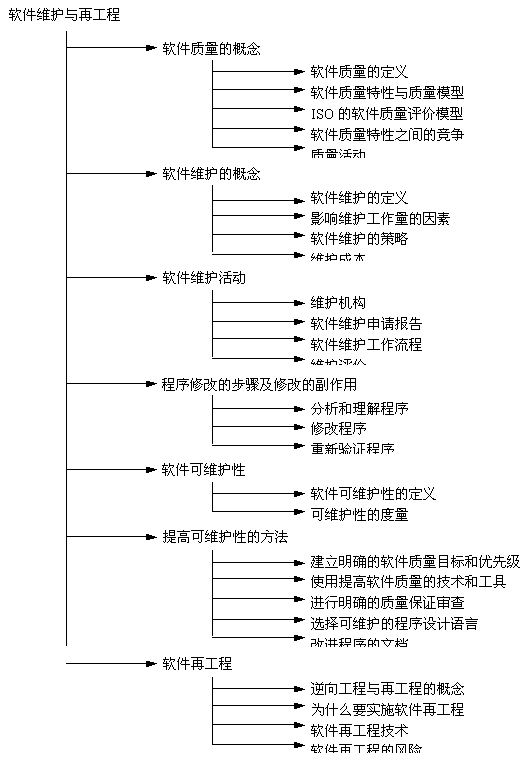 软件维护与再工程
软件质量的概念
软件质量的定义
软件质量特性与质量模型
ISO 的软件质量评价模型
软件质量特性之间的竞争
质量活动
软件维护的概念
软件维护的定义
影响维护工作量的因素
软件维护的策略
维护成本
软件维护活动
维护机构
软件维护申请报告
软件维护工作流程
维护评价
程序修改的步骤及修改的副作用
分析和理解程序
修改程序
重新验证程序
软件可维护性
软件可维护性的定义
可维护性的度量
提高可维护性的方法
建立明确的软件质量目标和优先级
使用提高软件质量的技术和工具
进行明确的质量保证审查
选择可维护的程序设计语言
改进程序的文档
软件再工程
逆向工程与再工程的概念
为什么要实施软件再工程
软件再工程技术
软件再工程的风险